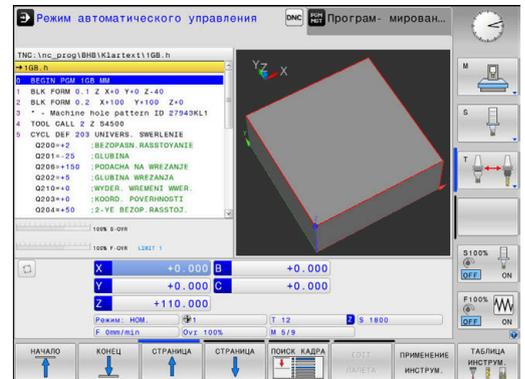 Режим автоматического управления
DNC
PGM MGT
Програм- мирован...
TNC:\nc_prog\BHB\Klartext\1GB.h
→1GB.h
0 BEGIN PGM 1GB MM
1 BLK FORM 0.1 Z X+0 Y+0 Z-40
2 BLK FORM 0.2 X+100 Y+100 Z+0
3 * - Machine hole pattern ID 27943KL1
4 TOOL CALL 2 Z S4500
5 CYCL DEF 203 UNIVERS. SWERLENIE
Q200=+2 ;BEZOPASN.RASSTOYANIE
Q201=-25 ;GLUBINA
Q206=+150 ;PODACHA NA WREZANJE
Q202=+5 ;GLUBINA WREZANJA
Q210=+0 ;WYDER. WREMENI WWER.
Q203=+0 ;KOORD. POVERHNOSTI
Q204=+50 ;2-YE BEZOP.RASSTOJ.
Y Z X
100% S-OVR
100% F-OVR LIMIT 1
X +0.000 B +0.000
Y +0.000 C +0.000
Z +110.000
Режим: НОМ. 1 T 12 Z S 1800
F 0mm/min Ovr 100% M 5/9
M
S
T
S100%
OFF ON
F100%
OFF ON
НАЧАЛО
КОНЕЦ
СТРАНИЦА
СТРАНИЦА
ПОИСК КАДРА
EDIT ПАЛЕТА
ПРИМЕНЕНИЕ ИНСТРУМ.
ТАБЛИЦА ИНСТРУМ.